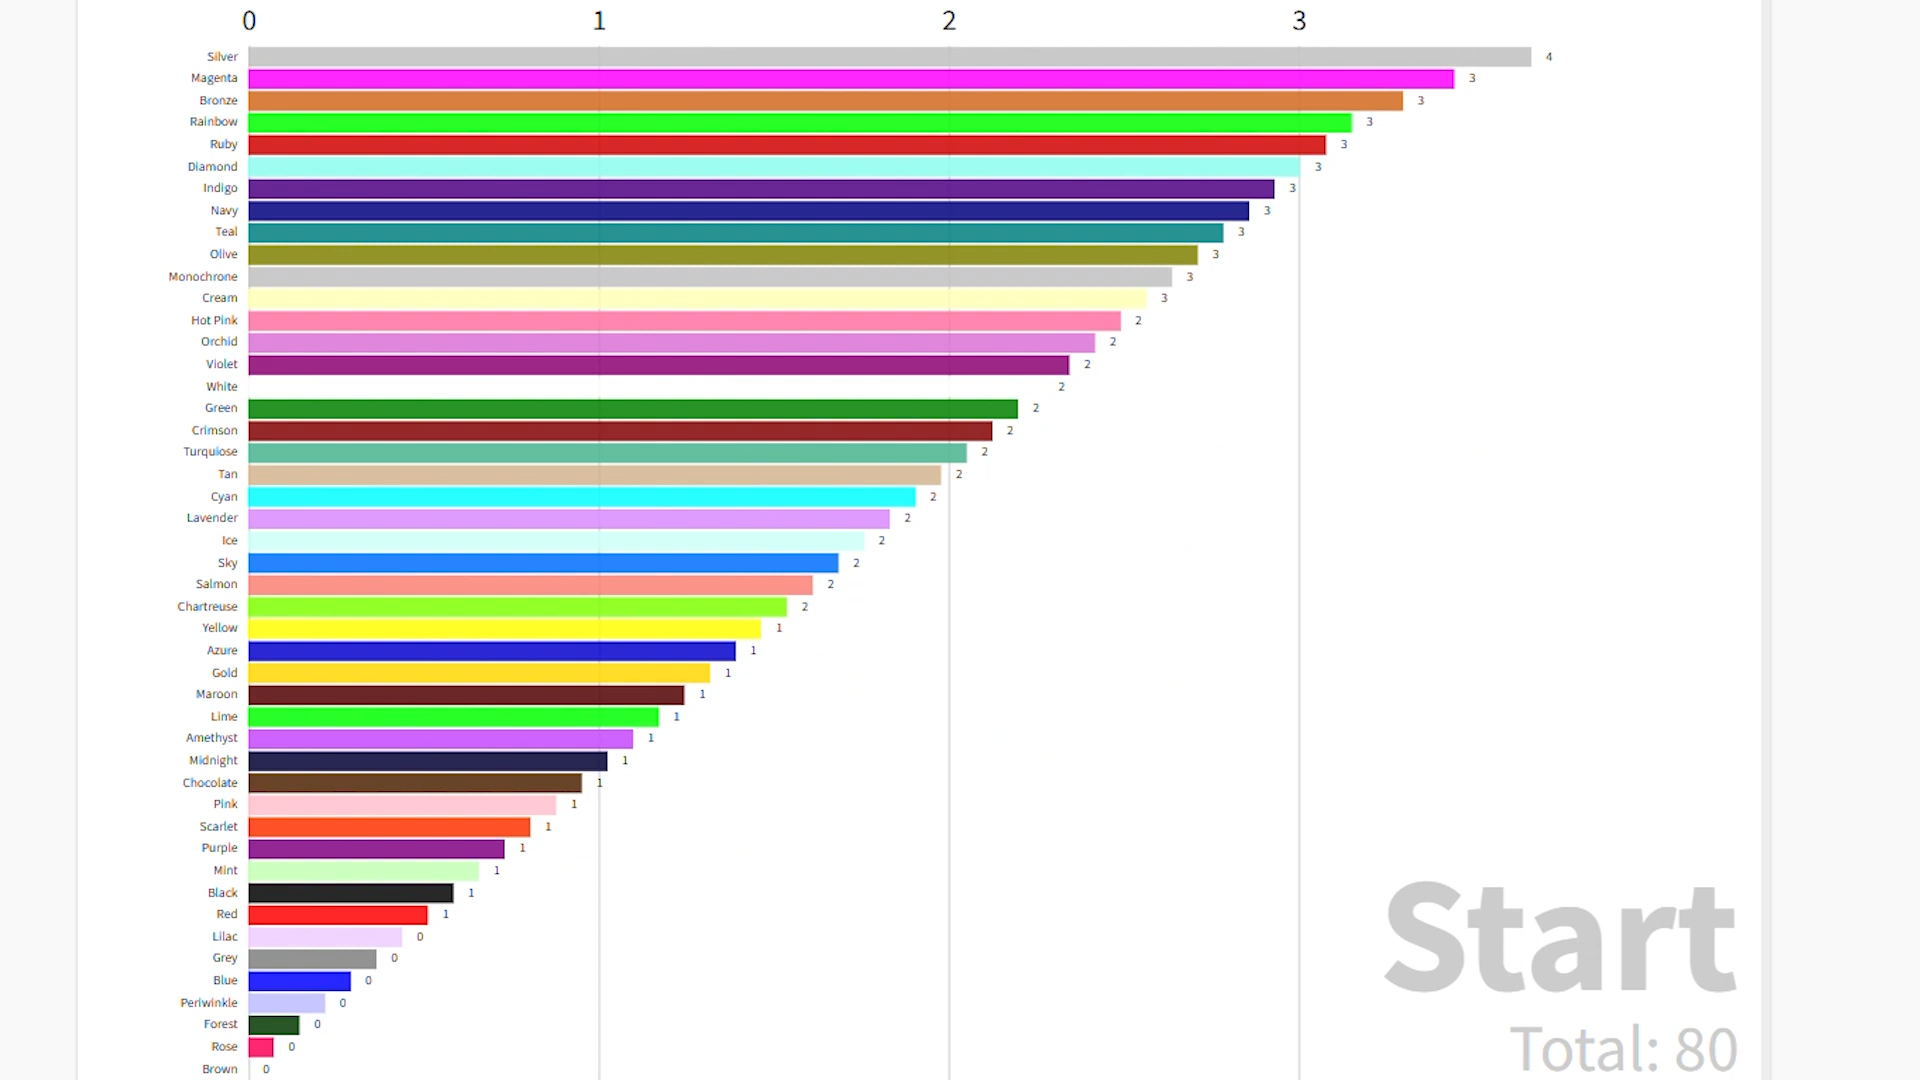 0 1 2 3
Silver 4
Magenta 3
Bronze 3
Rainbow 3
Ruby 3
Diamond 3
Indigo 3
Navy 3
Teal 3
Olive 3
Monochrone 3
Cream 3
Hot Pink 2
Orchid 2
Violet 2
White 2
Green 2
Crimson 2
Turquiose 2
Tan 2
Cyan 2
Lavender 2
Ice 2
Sky 2
Salmon 2
Chartreuse 2
Yellow 1
Azure 1
Gold 1
Maroon 1
Lime 1
Amethyst 1
Midnight 1
Chocolate 1
Pink 1
Scarlet 1
Purple 1
Mint 1
Black 1
Red 1
Lilac 0
Grey 0
Blue 0
Periwinkle 0
Forest 0
Rose 0
Brown 0
Start
Total: 80